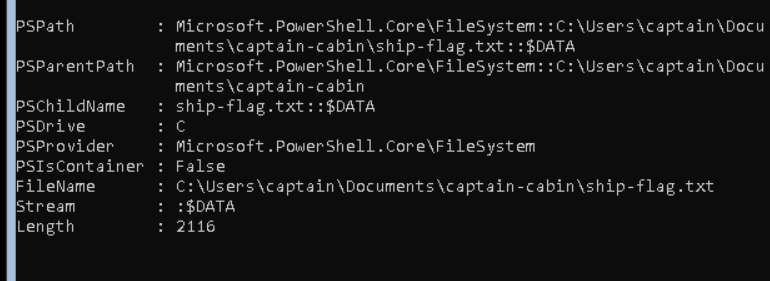 PSPath        : Microsoft.PowerShell.Core\FileSystem::C:\Users\captain\Docu
                ments\captain-cabin\ship-flag.txt::$DATA
PSParentPath  : Microsoft.PowerShell.Core\FileSystem::C:\Users\captain\Docu
                ments\captain-cabin
PSChildName   : ship-flag.txt::$DATA
PSDrive       : C
PSProvider    : Microsoft.PowerShell.Core\FileSystem
PSIsContainer : False
FileName      : C:\Users\captain\Documents\captain-cabin\ship-flag.txt
Stream        : :$DATA
Length        : 2116